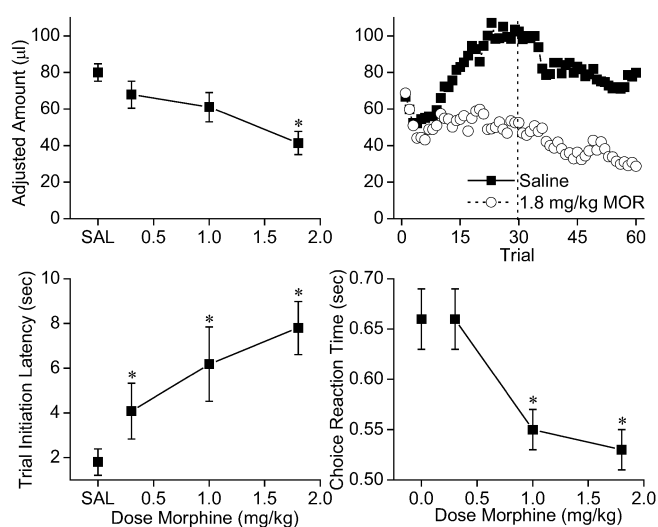 100
80
60
40
20
0
Adjusted Amount (µl)
*
SAL 0.5 1.0 1.5 2.0
100
80
60
40
20
0
Saline
1.8 mg/kg MOR
0 15 30 45 60
Trial
10
8
6
4
2
Trial Initiation Latency (sec)
* * *
SAL 0.5 1.0 1.5 2.0
Dose Morphine (mg/kg)
0.70
0.65
0.60
0.55
0.50
Choice Reaction Time (sec)
* *
0.0 0.5 1.0 1.5 2.0
Dose Morphine (mg/kg)